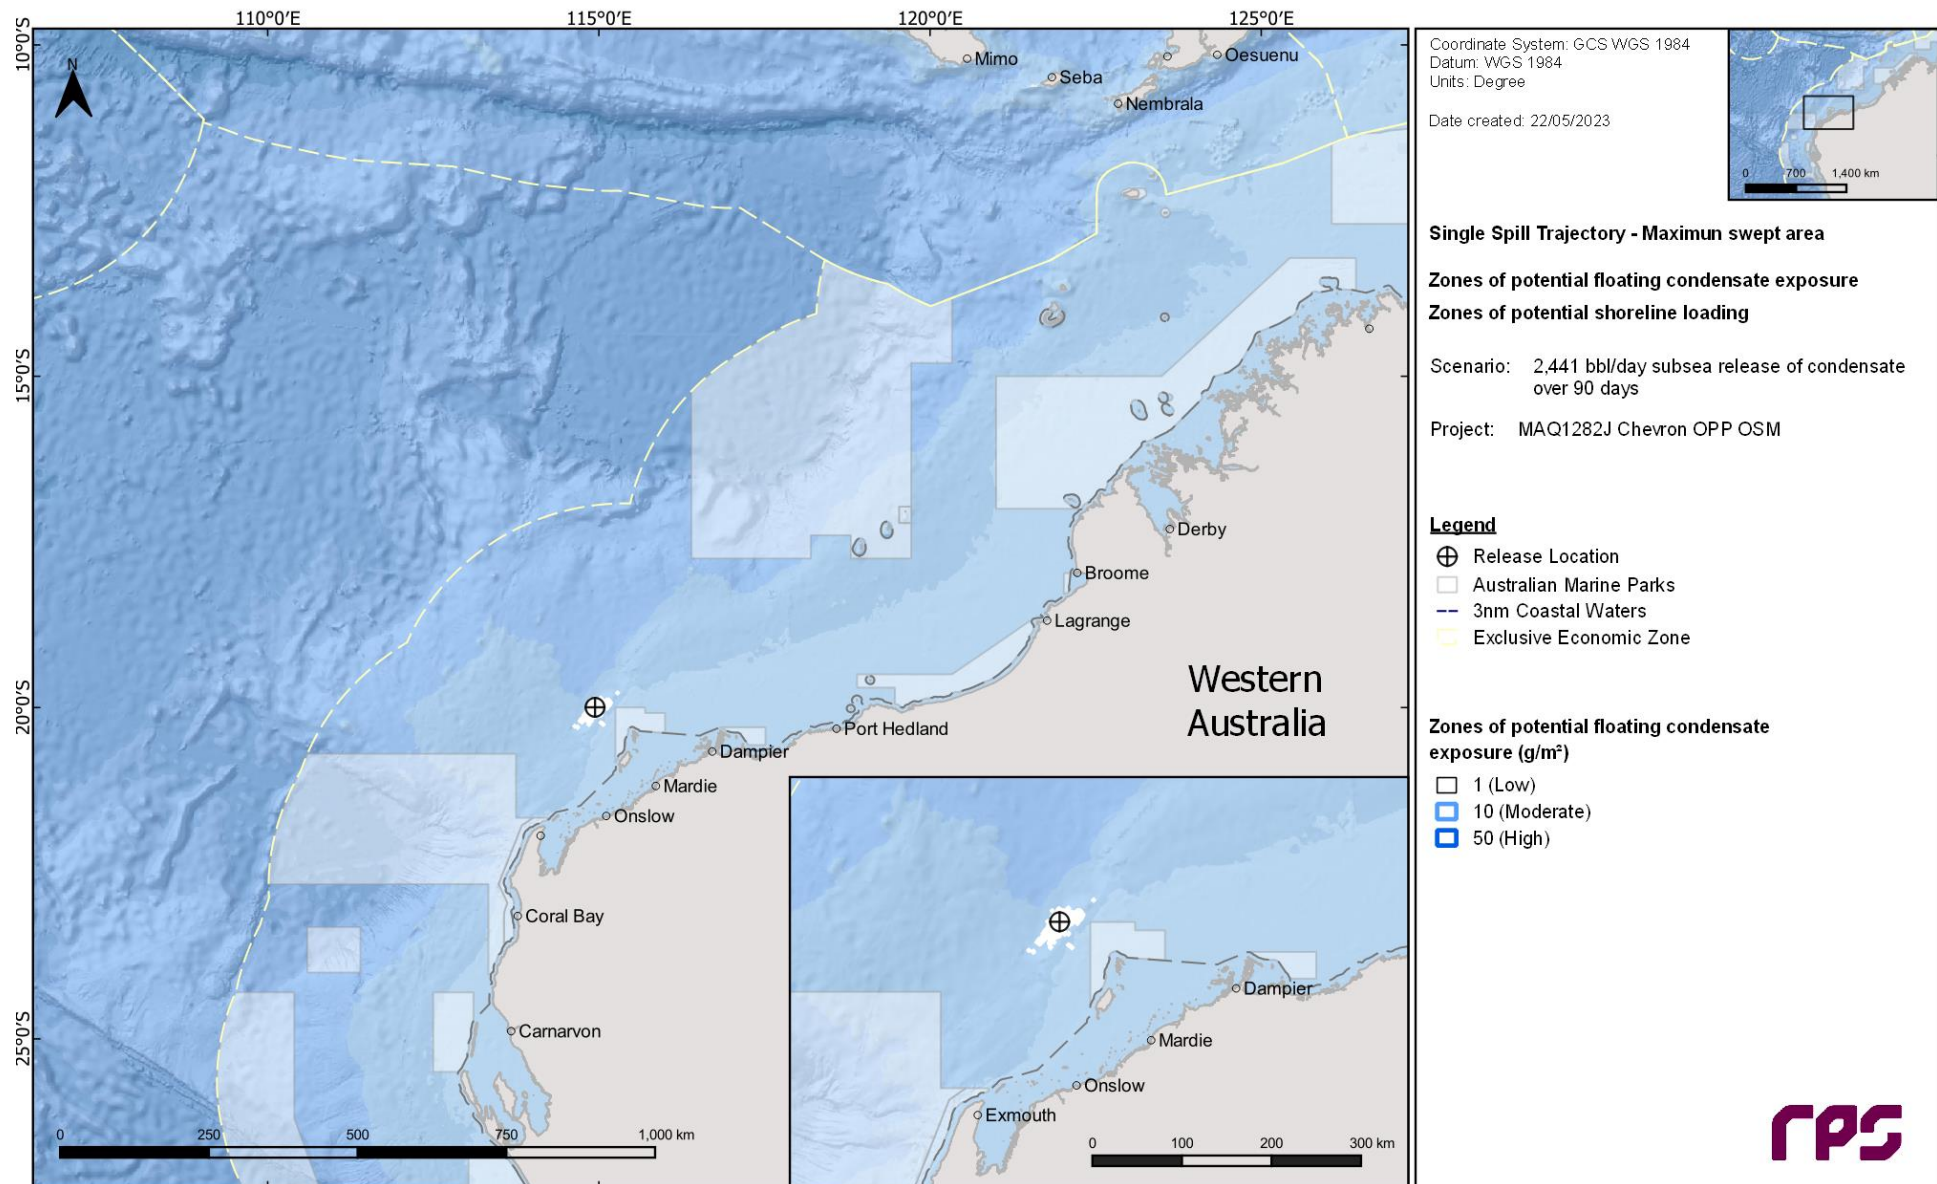 110°0'E
115°0'E
120°0'E
125°0'E
10°0'S
15°0'S
20°0'S
25°0'S
N
Mimo
Seba
Oesuenu
Nembrala
Derby
Broome
Lagrange
Western
Australia
Port Hedland
Dampier
Mardie
Onslow
Coral Bay
Carnarvon
0 250 500 750 1,000 km
Dampier
Mardie
Onslow
Exmouth
0 100 200 300 km
Coordinate System: GCS WGS 1984
Datum: WGS 1984
Units: Degree
Date created: 22/05/2023
0 700 1,400 km
Single Spill Trajectory - Maximun swept area
Zones of potential floating condensate exposure
Zones of potential shoreline loading
Scenario: 2,441 bbl/day subsea release of condensate
over 90 days
Project: MAQ1282J Chevron OPP OSM
Legend
Release Location
Australian Marine Parks
3nm Coastal Waters
Exclusive Economic Zone
Zones of potential floating condensate
exposure (g/m²)
1 (Low)
10 (Moderate)
50 (High)
rps